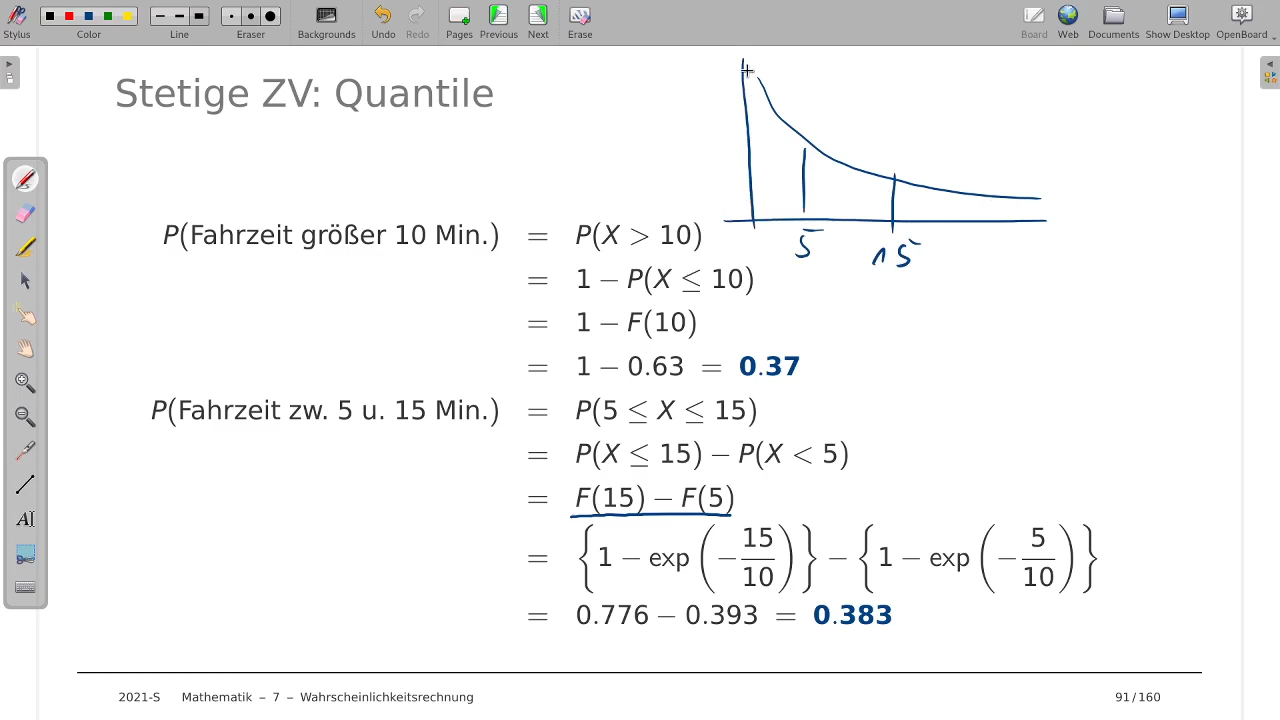 Stylus Color Line Eraser Backgrounds Undo Redo Pages Previous Next Erase Board Web Documents Show Desktop OpenBoard
Stetige ZV: Quantile
5 15
P(Fahrzeit größer 10 Min.) = P(X > 10)
= 1 − P(X ≤ 10)
= 1 − F(10)
= 1 − 0.63 = 0.37
P(Fahrzeit zw. 5 u. 15 Min.) = P(5 ≤ X ≤ 15)
= P(X ≤ 15) − P(X < 5)
= F(15) − F(5)
= {1 − exp(−15/10)} − {1 − exp(−5/10)}
= 0.776 − 0.393 = 0.383
2021-S Mathematik – 7 – Wahrscheinlichkeitsrechnung 91/160